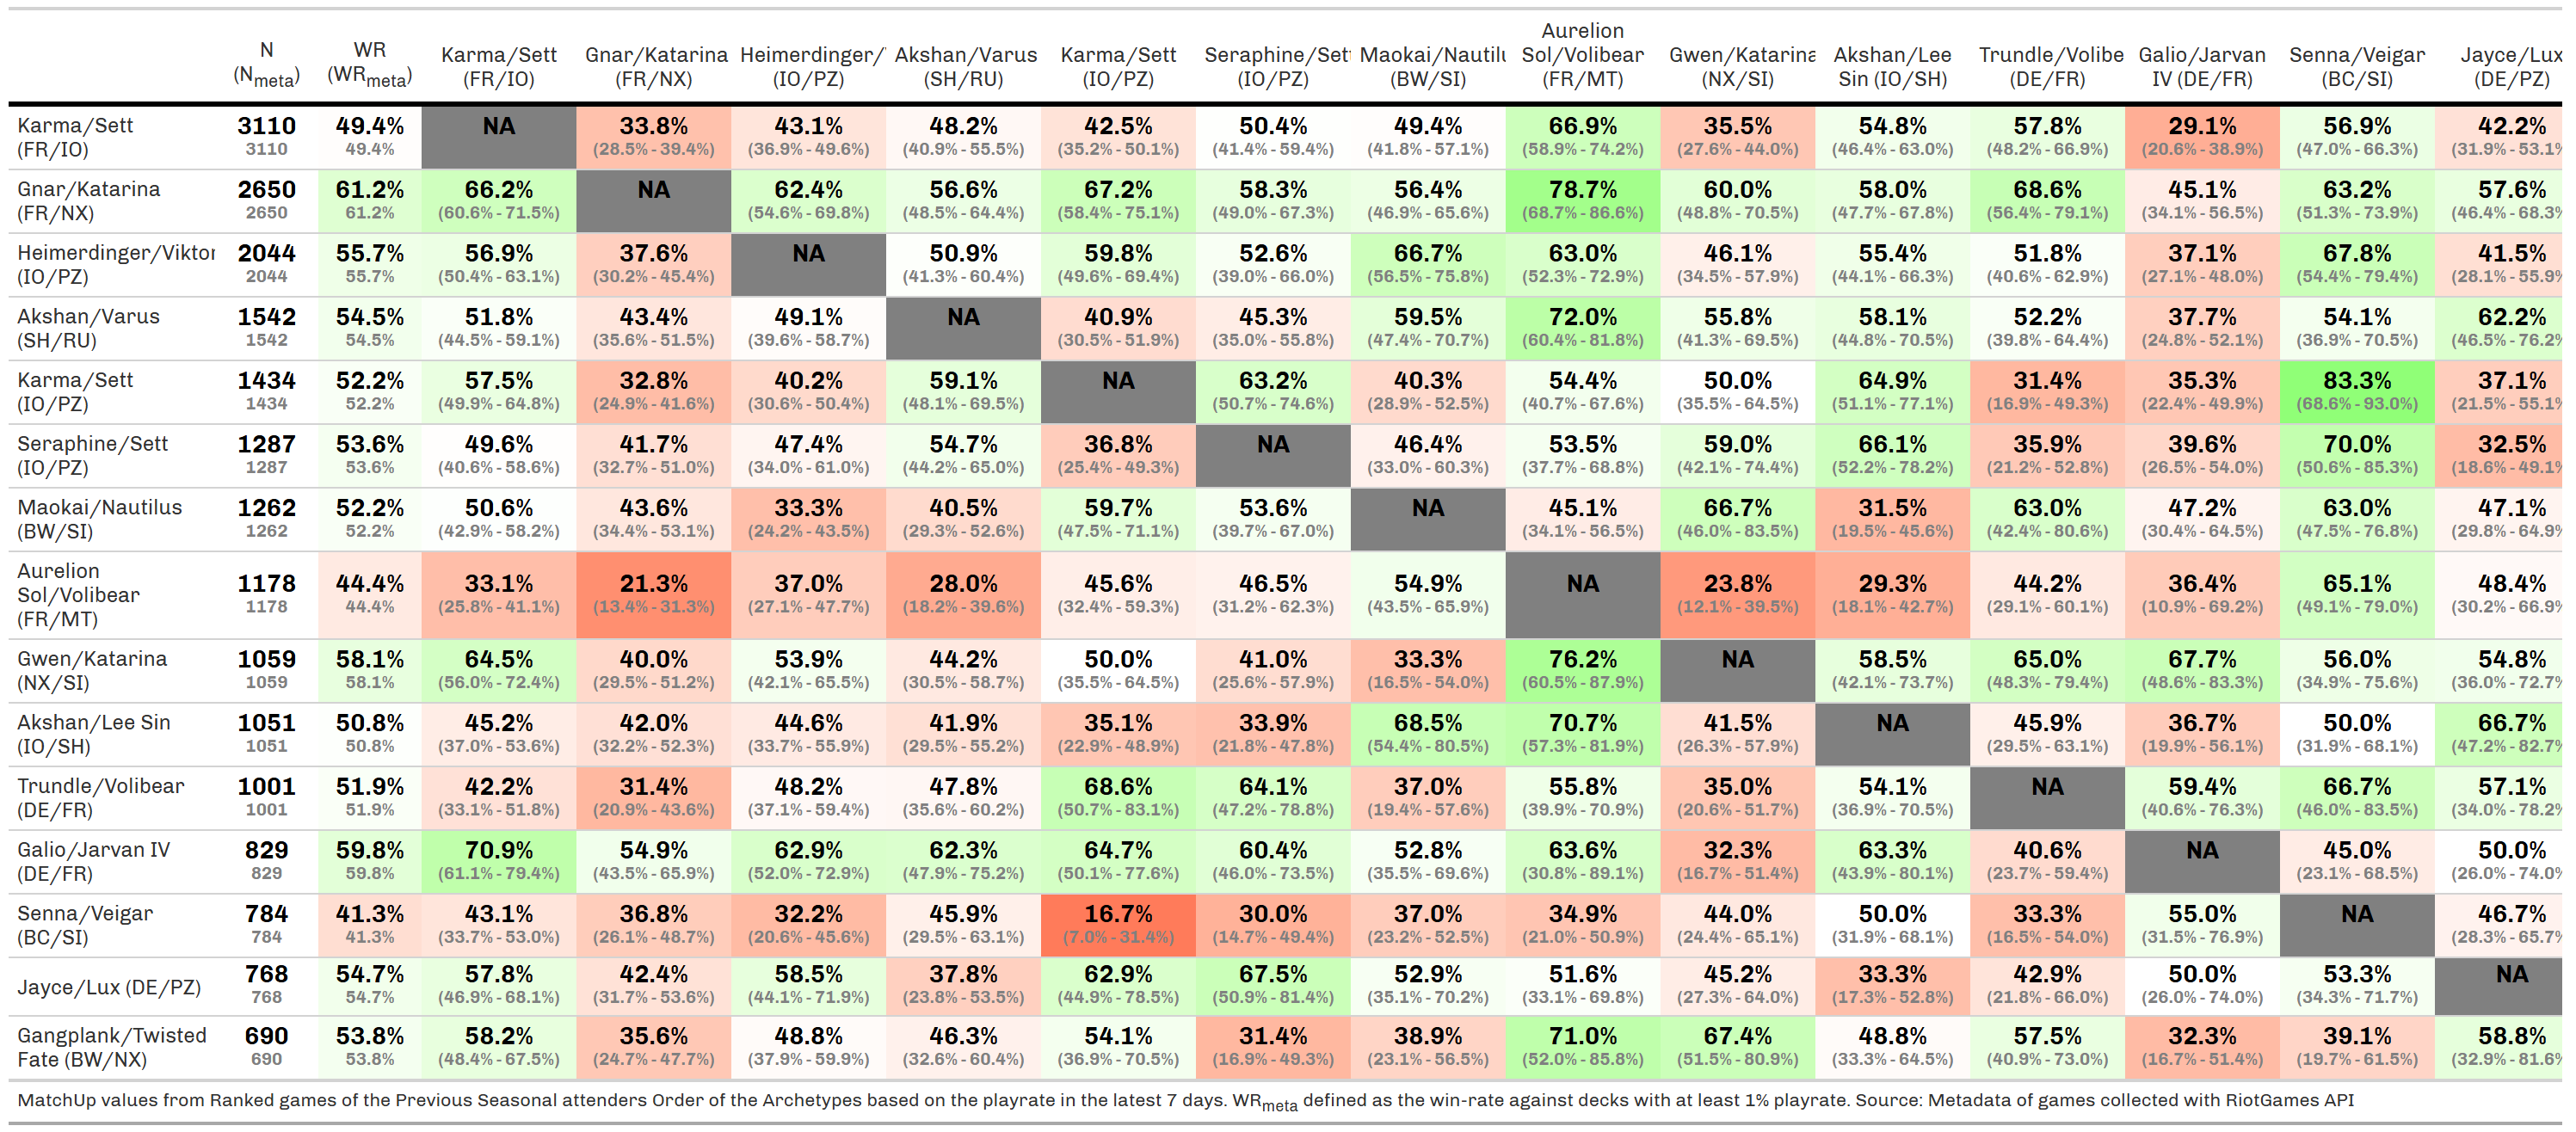 N (Nmeta) WR (WRmeta) Karma/Sett (FR/IO) Gnar/Katarina (FR/NX) Heimerdinger/ (IO/PZ) Akshan/Varus (SH/RU) Karma/Sett (IO/PZ) Seraphine/Sett (IO/PZ) Maokai/Nautilu (BW/SI) Aurelion Sol/Volibear (FR/MT) Gwen/Katarina (NX/SI) Akshan/Lee Sin (IO/SH) Trundle/Volibe (DE/FR) Galio/Jarvan IV (DE/FR) Senna/Veigar (BC/SI) Jayce/Lux (DE/PZ)
Karma/Sett 3110 49.4% NA 33.8% 43.1% 48.2% 42.5% 50.4% 49.4% 66.9% 35.5% 54.8% 57.8% 29.1% 56.9% 42.2%
(FR/IO) 3110 49.4% (28.5% - 39.4%) (36.9% - 49.6%) (40.9% - 55.5%) (35.2% - 50.1%) (41.4% - 59.4%) (41.8% - 57.1%) (58.9% - 74.2%) (27.6% - 44.0%) (46.4% - 63.0%) (48.2% - 66.9%) (20.6% - 38.9%) (47.0% - 66.3%) (31.9% - 53.1%
Gnar/Katarina 2650 61.2% 66.2% NA 62.4% 56.6% 67.2% 58.3% 56.4% 78.7% 60.0% 58.0% 68.6% 45.1% 63.2% 57.6%
(FR/NX) 2650 61.2% (60.6% - 71.5%) (54.6% - 69.8%) (48.5% - 64.4%) (58.4% - 75.1%) (49.0% - 67.3%) (46.9% - 65.6%) (68.7% - 86.6%) (48.8% - 70.5%) (47.7% - 67.8%) (56.4% - 79.1%) (34.1% - 56.5%) (51.3% - 73.9%) (46.4% - 68.3%
Heimerdinger/Viktor 2044 55.7% 56.9% 37.6% NA 50.9% 59.8% 52.6% 66.7% 63.0% 46.1% 55.4% 51.8% 37.1% 67.8% 41.5%
(IO/PZ) 2044 55.7% (50.4% - 63.1%) (30.2% - 45.4%) (41.3% - 60.4%) (49.6% - 69.4%) (39.0% - 66.0%) (56.5% - 75.8%) (52.3% - 72.9%) (34.5% - 57.9%) (44.1% - 66.3%) (40.6% - 62.9%) (27.1% - 48.0%) (54.4% - 79.4%) (28.1% - 55.9%
Akshan/Varus 1542 54.5% 51.8% 43.4% 49.1% NA 40.9% 45.3% 59.5% 72.0% 55.8% 58.1% 52.2% 37.7% 54.1% 62.2%
(SH/RU) 1542 54.5% (44.5% - 59.1%) (35.6% - 51.5%) (39.6% - 58.7%) (30.5% - 51.9%) (35.0% - 55.8%) (47.4% - 70.7%) (60.4% - 81.8%) (41.3% - 69.5%) (44.8% - 70.5%) (39.8% - 64.4%) (24.8% - 52.1%) (36.9% - 70.5%) (46.5% - 76.2%
Karma/Sett 1434 52.2% 57.5% 32.8% 40.2% 59.1% NA 63.2% 40.3% 54.4% 50.0% 64.9% 31.4% 35.3% 83.3% 37.1%
(IO/PZ) 1434 52.2% (49.9% - 64.8%) (24.9% - 41.6%) (30.6% - 50.4%) (48.1% - 69.5%) (50.7% - 74.6%) (28.9% - 52.5%) (40.7% - 67.6%) (35.5% - 64.5%) (51.1% - 77.1%) (16.9% - 49.3%) (22.4% - 49.9%) (68.6% - 93.0%) (21.5% - 55.1%
Seraphine/Sett 1287 53.6% 49.6% 41.7% 47.4% 54.7% 36.8% NA 46.4% 53.5% 59.0% 66.1% 35.9% 39.6% 70.0% 32.5%
(IO/PZ) 1287 53.6% (40.6% - 58.6%) (32.7% - 51.0%) (34.0% - 61.0%) (44.2% - 65.0%) (25.4% - 49.3%) (33.0% - 60.3%) (37.7% - 68.8%) (42.1% - 74.4%) (52.2% - 78.2%) (21.2% - 52.8%) (26.5% - 54.0%) (50.6% - 85.3%) (18.6% - 49.1%
Maokai/Nautilus 1262 52.2% 50.6% 43.6% 33.3% 40.5% 59.7% 53.6% NA 45.1% 66.7% 31.5% 63.0% 47.2% 63.0% 47.1%
(BW/SI) 1262 52.2% (42.9% - 58.2%) (34.4% - 53.1%) (24.2% - 43.5%) (29.3% - 52.6%) (47.5% - 71.1%) (39.7% - 67.0%) (34.1% - 56.5%) (46.0% - 83.5%) (19.5% - 45.6%) (42.4% - 80.6%) (30.4% - 64.5%) (47.5% - 76.8%) (29.8% - 64.9%
Aurelion
Sol/Volibear 1178 44.4% 33.1% 21.3% 37.0% 28.0% 45.6% 46.5% 54.9% NA 23.8% 29.3% 44.2% 36.4% 65.1% 48.4%
(FR/MT) 1178 44.4% (25.8% - 41.1%) (13.4% - 31.3%) (27.1% - 47.7%) (18.2% - 39.6%) (32.4% - 59.3%) (31.2% - 62.3%) (43.5% - 65.9%) (12.1% - 39.5%) (18.1% - 42.7%) (29.1% - 60.1%) (10.9% - 69.2%) (49.1% - 79.0%) (30.2% - 66.9%
Gwen/Katarina 1059 58.1% 64.5% 40.0% 53.9% 44.2% 50.0% 41.0% 33.3% 76.2% NA 58.5% 65.0% 67.7% 56.0% 54.8%
(NX/SI) 1059 58.1% (56.0% - 72.4%) (29.5% - 51.2%) (42.1% - 65.5%) (30.5% - 58.7%) (35.5% - 64.5%) (25.6% - 57.9%) (16.5% - 54.0%) (60.5% - 87.9%) (42.1% - 73.7%) (48.3% - 79.4%) (48.6% - 83.3%) (34.9% - 75.6%) (36.0% - 72.7%
Akshan/Lee Sin 1051 50.8% 45.2% 42.0% 44.6% 41.9% 35.1% 33.9% 68.5% 70.7% 41.5% NA 45.9% 36.7% 50.0% 66.7%
(IO/SH) 1051 50.8% (37.0% - 53.6%) (32.2% - 52.3%) (33.7% - 55.9%) (29.5% - 55.2%) (22.9% - 48.9%) (21.8% - 47.8%) (54.4% - 80.5%) (57.3% - 81.9%) (26.3% - 57.9%) (29.5% - 63.1%) (19.9% - 56.1%) (31.9% - 68.1%) (47.2% - 82.7%
Trundle/Volibear 1001 51.9% 42.2% 31.4% 48.2% 47.8% 68.6% 64.1% 37.0% 55.8% 35.0% 54.1% NA 59.4% 66.7% 57.1%
(DE/FR) 1001 51.9% (33.1% - 51.8%) (20.9% - 43.6%) (37.1% - 59.4%) (35.6% - 60.2%) (50.7% - 83.1%) (47.2% - 78.8%) (19.4% - 57.6%) (39.9% - 70.9%) (20.6% - 51.7%) (36.9% - 70.5%) (40.6% - 76.3%) (46.0% - 83.5%) (34.0% - 78.2%
Galio/Jarvan IV 829 59.8% 70.9% 54.9% 62.9% 62.3% 64.7% 60.4% 52.8% 63.6% 32.3% 63.3% 40.6% NA 45.0% 50.0%
(DE/FR) 829 59.8% (61.1% - 79.4%) (43.5% - 65.9%) (52.0% - 72.9%) (47.9% - 75.2%) (50.1% - 77.6%) (46.0% - 73.5%) (35.5% - 69.6%) (30.8% - 89.1%) (16.7% - 51.4%) (43.9% - 80.1%) (23.7% - 59.4%) (23.1% - 68.5%) (26.0% - 74.0%
Senna/Veigar 784 41.3% 43.1% 36.8% 32.2% 45.9% 16.7% 30.0% 37.0% 34.9% 44.0% 50.0% 33.3% 55.0% NA 46.7%
(BC/SI) 784 41.3% (33.7% - 53.0%) (26.1% - 48.7%) (20.6% - 45.6%) (29.5% - 63.1%) (7.0% - 31.4%) (14.7% - 49.4%) (23.2% - 52.5%) (21.0% - 50.9%) (24.4% - 65.1%) (31.9% - 68.1%) (16.5% - 54.0%) (31.5% - 76.9%) (28.3% - 65.7%
Jayce/Lux (DE/PZ) 768 54.7% 57.8% 42.4% 58.5% 37.8% 62.9% 67.5% 52.9% 51.6% 45.2% 33.3% 42.9% 50.0% 53.3% NA
768 54.7% (46.9% - 68.1%) (31.7% - 53.6%) (44.1% - 71.9%) (23.8% - 53.5%) (44.9% - 78.5%) (50.9% - 81.4%) (35.1% - 70.2%) (33.1% - 69.8%) (27.3% - 64.0%) (17.3% - 52.8%) (21.8% - 66.0%) (26.0% - 74.0%) (34.3% - 71.7%)
Gangplank/Twisted 690 53.8% 58.2% 35.6% 48.8% 46.3% 54.1% 31.4% 38.9% 71.0% 67.4% 48.8% 57.5% 32.3% 39.1% 58.8%
Fate (BW/NX) 690 53.8% (48.4% - 67.5%) (24.7% - 47.7%) (37.9% - 59.9%) (32.6% - 60.4%) (36.9% - 70.5%) (16.9% - 49.3%) (23.1% - 56.5%) (52.0% - 85.8%) (51.5% - 80.9%) (33.3% - 64.5%) (40.9% - 73.0%) (16.7% - 51.4%) (19.7% - 61.5%) (32.9% - 81.6%
MatchUp values from Ranked games of the Previous Seasonal attenders Order of the Archetypes based on the playrate in the latest 7 days. WRmeta defined as the win-rate against decks with at least 1% playrate. Source: Metadata of games collected with RiotGames API